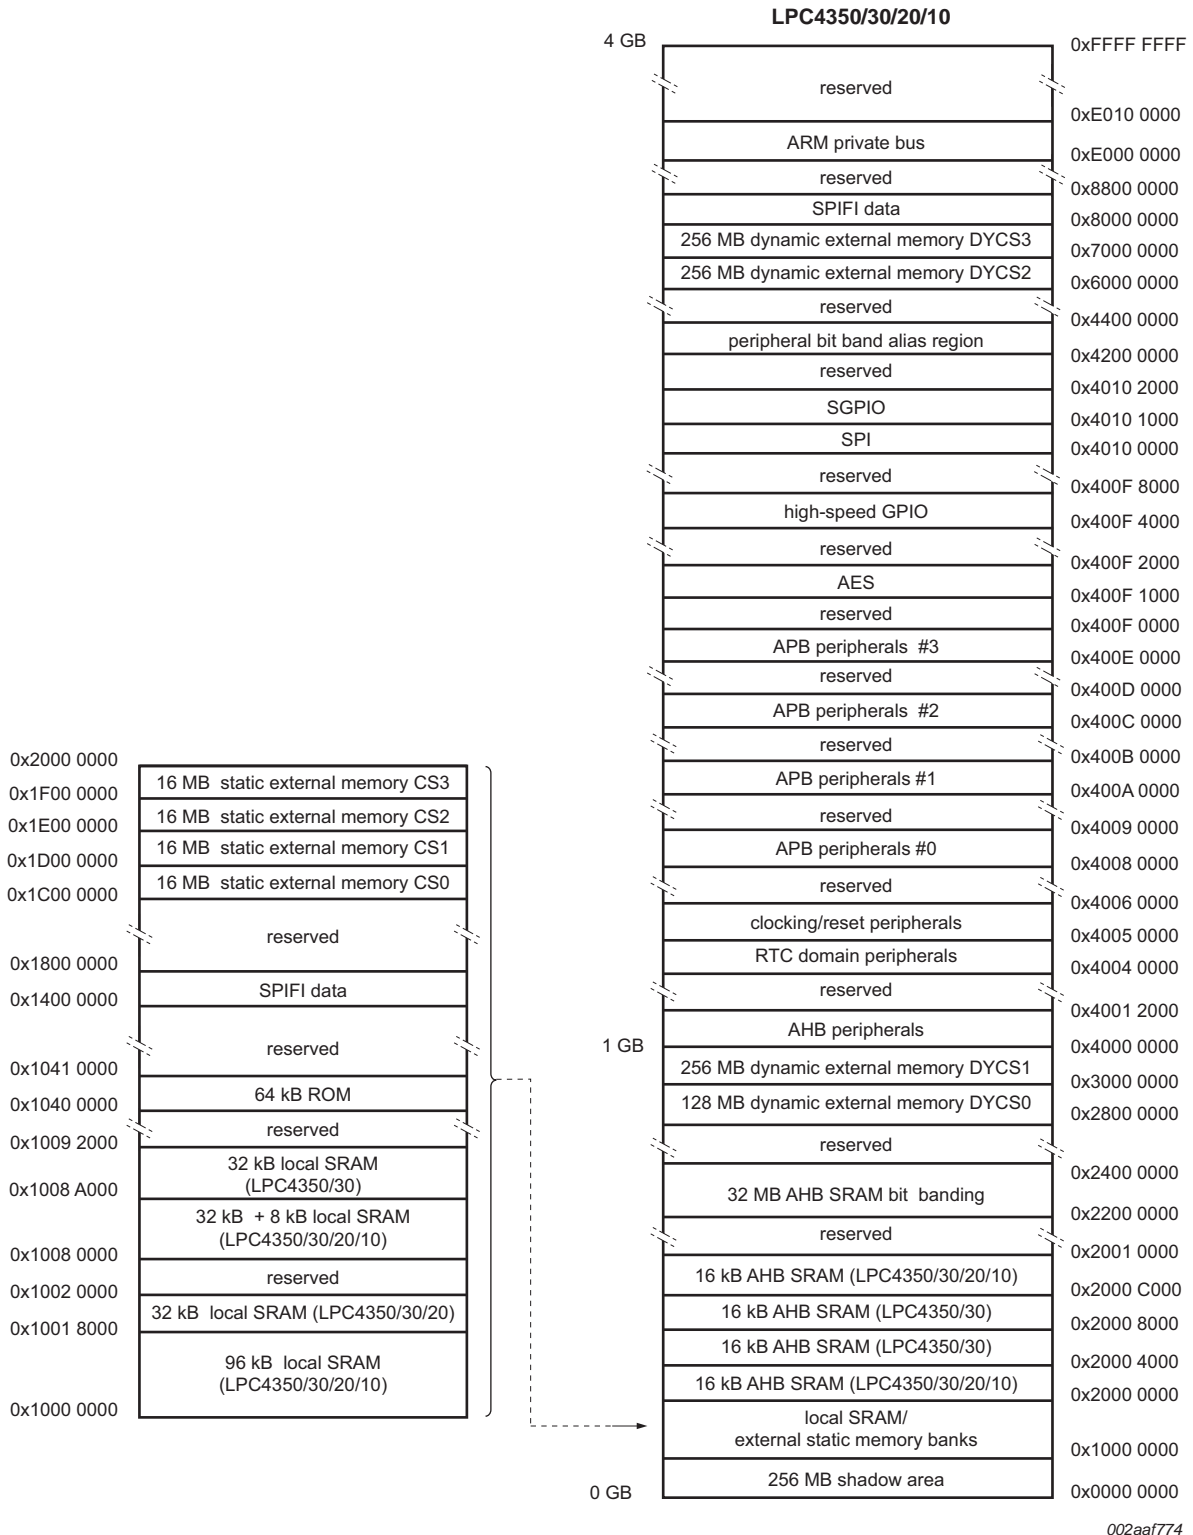 LPC4350/30/20/10
4 GB
0xFFFF FFFF
reserved
0xE010 0000
ARM private bus
0xE000 0000
reserved
0x8800 0000
SPIFI data
0x8000 0000
256 MB dynamic external memory DYCS3
0x7000 0000
256 MB dynamic external memory DYCS2
0x6000 0000
reserved
0x4400 0000
peripheral bit band alias region
0x4200 0000
reserved
0x4010 2000
SGPIO
0x4010 1000
SPI
0x4010 0000
reserved
0x400F 8000
high-speed GPIO
0x400F 4000
reserved
0x400F 2000
AES
0x400F 1000
reserved
0x400F 0000
APB peripherals #3
0x400E 0000
reserved
0x400D 0000
APB peripherals #2
0x400C 0000
reserved
0x400B 0000
APB peripherals #1
0x400A 0000
reserved
0x4009 0000
APB peripherals #0
0x4008 0000
reserved
0x4006 0000
clocking/reset peripherals
0x4005 0000
RTC domain peripherals
0x4004 0000
reserved
0x4001 2000
AHB peripherals
1 GB
0x4000 0000
256 MB dynamic external memory DYCS1
0x3000 0000
128 MB dynamic external memory DYCS0
0x2800 0000
reserved
0x2400 0000
32 MB AHB SRAM bit banding
0x2200 0000
reserved
0x2001 0000
16 kB AHB SRAM (LPC4350/30/20/10)
0x2000 C000
16 kB AHB SRAM (LPC4350/30)
0x2000 8000
16 kB AHB SRAM (LPC4350/30)
0x2000 4000
16 kB AHB SRAM (LPC4350/30/20/10)
0x2000 0000
local SRAM/
external static memory banks
0x1000 0000
256 MB shadow area
0 GB
0x0000 0000
0x2000 0000
16 MB static external memory CS3
0x1F00 0000
16 MB static external memory CS2
0x1E00 0000
16 MB static external memory CS1
0x1D00 0000
16 MB static external memory CS0
0x1C00 0000
reserved
0x1800 0000
SPIFI data
0x1400 0000
reserved
0x1041 0000
64 kB ROM
0x1040 0000
reserved
0x1009 2000
32 kB local SRAM
(LPC4350/30)
0x1008 A000
32 kB + 8 kB local SRAM
(LPC4350/30/20/10)
0x1008 0000
reserved
0x1002 0000
32 kB local SRAM (LPC4350/30/20)
0x1001 8000
96 kB local SRAM
(LPC4350/30/20/10)
0x1000 0000
002aaf774